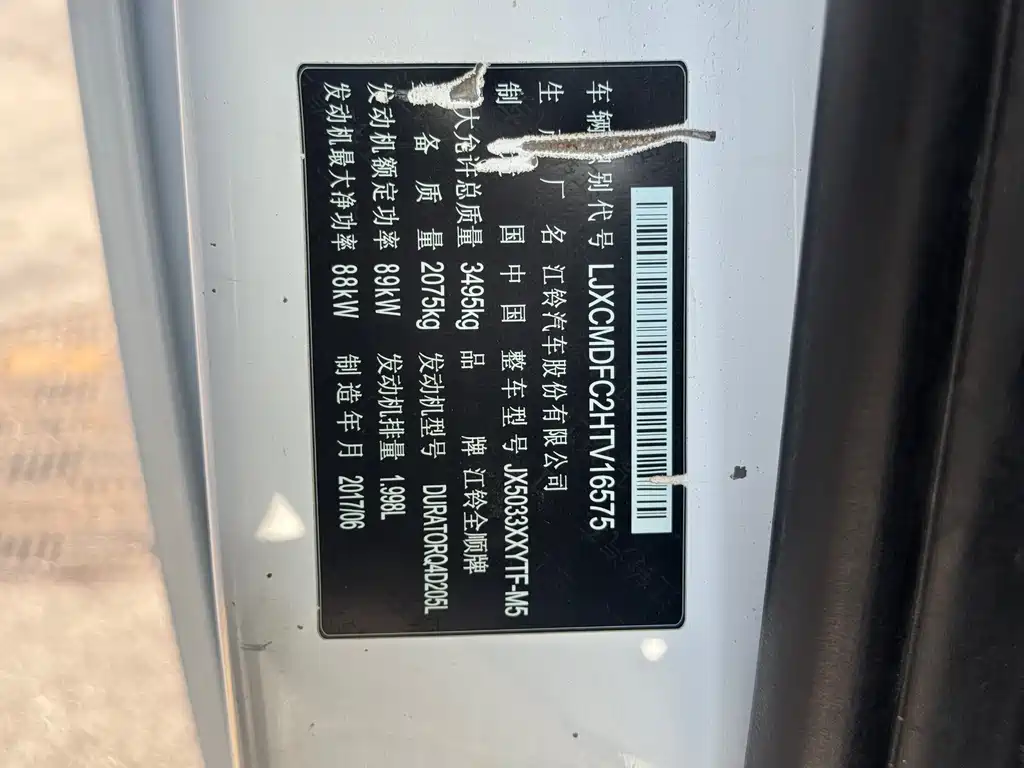 车辆识别代号 LJXCMDFC2HTV16575
生产厂名 江铃汽车股份有限公司
制 国 中国 整车型号 JX5033XXYTF-M5
大允许总质量 3495kg 品牌 江铃全顺牌
备质量 2075kg 发动机型号 DURATORQ4D205L
发动机额定功率 89kW 发动机排量 1.998L
发动机最大净功率 88kW 制造年月 2017/06